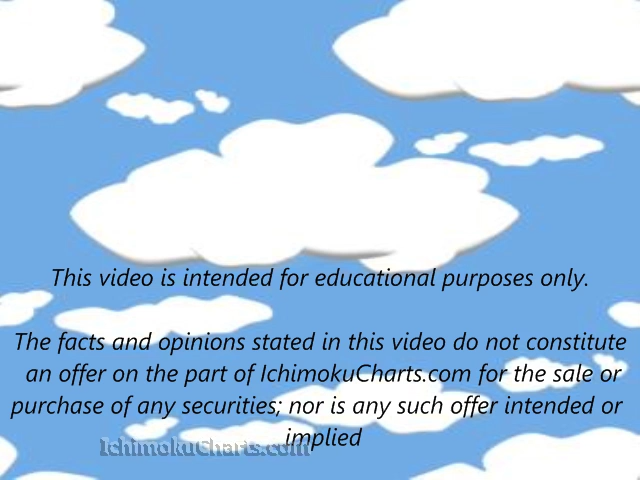 This video is intended for educational purposes only.
The facts and opinions stated in this video do not constitute
an offer on the part of IchimokuCharts.com for the sale or
purchase of any securities; nor is any such offer intended or
implied
IchimokuCharts.com